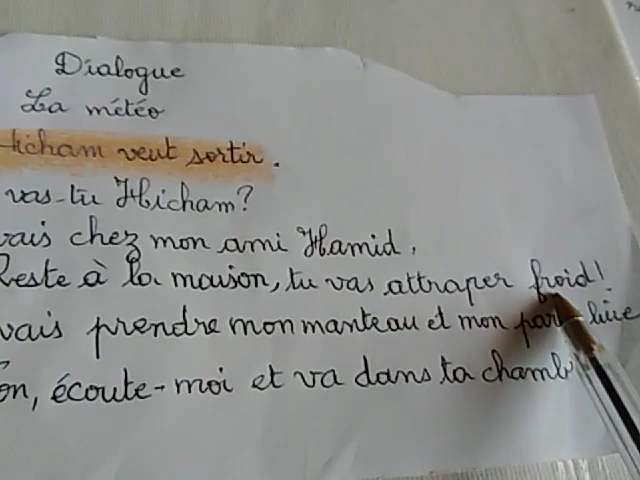 Dialogue
La météo
Hicham veut sortir.
vas-tu Hicham?
vais chez mon ami Hamid.
Reste à la maison, tu vas attraper froid!
vais prendre mon manteau et mon
écoute-moi et va dans ta